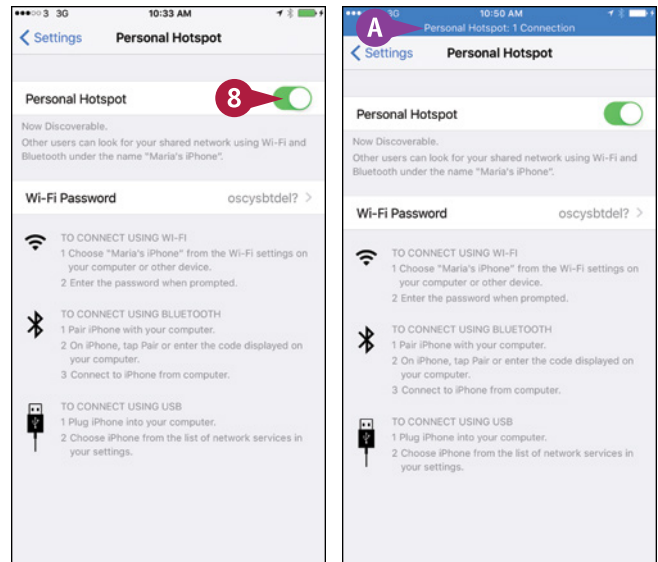 3 3G 10:33 AM
Settings Personal Hotspot
Personal Hotspot
8
Now Discoverable.
Other users can look for your shared network using Wi-Fi and
Bluetooth under the name "Maria's iPhone".
Wi-Fi Password oscysbtdel?
TO CONNECT USING WI-FI
1 Choose "Maria's iPhone" from the Wi-Fi settings on
your computer or other device.
2 Enter the password when prompted.
TO CONNECT USING BLUETOOTH
1 Pair iPhone with your computer.
2 On iPhone, tap Pair or enter the code displayed on
your computer.
3 Connect to iPhone from computer.
TO CONNECT USING USB
1 Plug iPhone into your computer.
2 Choose iPhone from the list of network services in
your settings.
3G 10:50 AM
A
Personal Hotspot: 1 Connection
Settings Personal Hotspot
Personal Hotspot
Now Discoverable.
Other users can look for your shared network using Wi-Fi and
Bluetooth under the name "Maria's iPhone".
Wi-Fi Password oscysbtdel?
TO CONNECT USING WI-FI
1 Choose "Maria's iPhone" from the Wi-Fi settings on
your computer or other device.
2 Enter the password when prompted.
TO CONNECT USING BLUETOOTH
1 Pair iPhone with your computer.
2 On iPhone, tap Pair or enter the code displayed on
your computer.
3 Connect to iPhone from computer.
TO CONNECT USING USB
1 Plug iPhone into your computer.
2 Choose iPhone from the list of network services in
your settings.